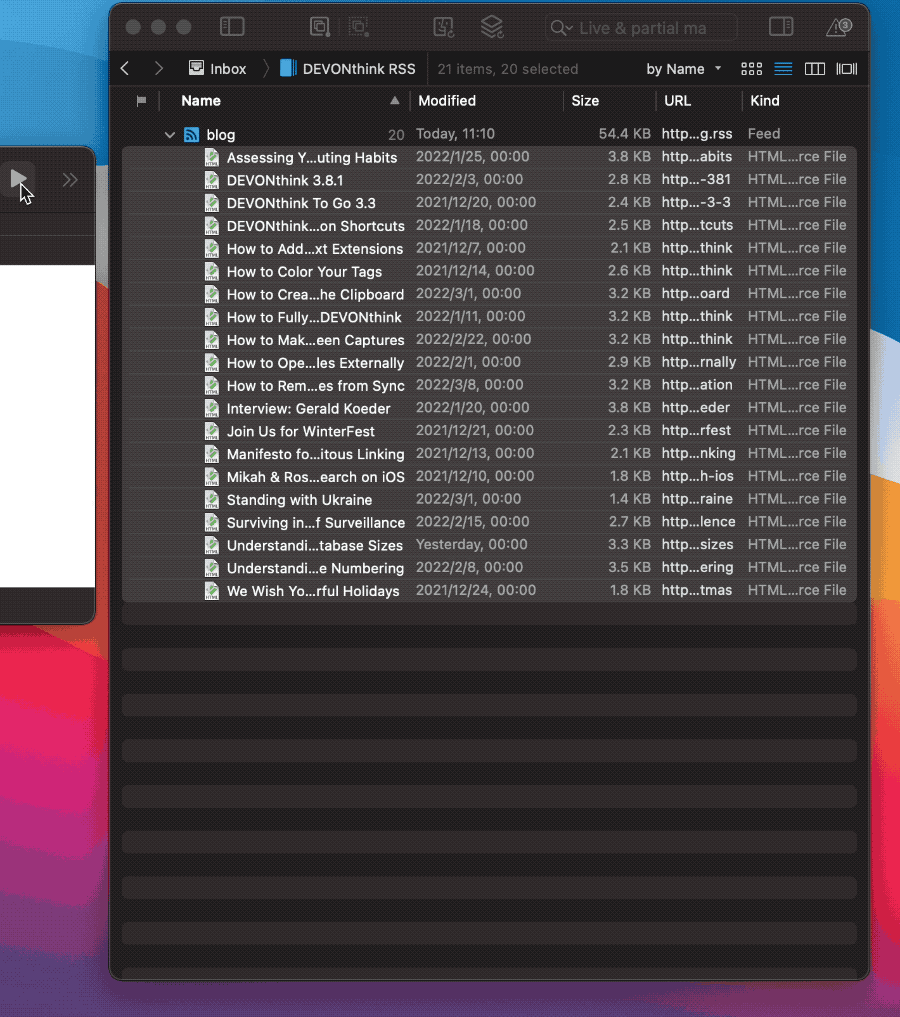 3
Live & partial ma
Inbox DEVONthink RSS 21 items, 20 selected by Name
Name Modified Size URL Kind
blog 20 Today, 11:10 54.4 KB http...g.rss Feed
Assessing Y...uting Habits 2022/1/25, 00:00 3.8 KB http...abits HTML...rce File
DEVONthink 3.8.1 2022/2/3, 00:00 2.8 KB http...-381 HTML...rce File
DEVONthink To Go 3.3 2021/12/20, 00:00 2.4 KB http...-3-3 HTML...rce File
DEVONthink...on Shortcuts 2022/1/18, 00:00 2.5 KB http...tcuts HTML...rce File
How to Add...xt Extensions 2021/12/7, 00:00 2.1 KB http...think HTML...rce File
How to Color Your Tags 2021/12/14, 00:00 2.6 KB http...think HTML...rce File
How to Crea...he Clipboard 2022/3/1, 00:00 3.2 KB http...oard HTML...rce File
How to Fully...DEVONthink 2022/1/11, 00:00 3.2 KB http...think HTML...rce File
How to Mak...een Captures 2022/2/22, 00:00 3.2 KB http...think HTML...rce File
How to Ope...les Externally 2022/2/1, 00:00 2.9 KB http...rnally HTML...rce File
How to Rem...es from Sync 2022/3/8, 00:00 3.2 KB http...ation HTML...rce File
Interview: Gerald Koeder 2022/1/20, 00:00 3.8 KB http...eder HTML...rce File
Join Us for WinterFest 2021/12/21, 00:00 2.3 KB http...rfest HTML...rce File
Manifesto fo...itous Linking 2021/12/13, 00:00 2.1 KB http...nking HTML...rce File
Mikah & Ros...earch on iOS 2021/12/10, 00:00 1.8 KB http...h-ios HTML...rce File
Standing with Ukraine 2022/3/1, 00:00 1.4 KB http...raine HTML...rce File
Surviving in...f Surveillance 2022/2/15, 00:00 2.7 KB http...lence HTML...rce File
Understandi...tabase Sizes Yesterday, 00:00 3.3 KB http...sizes HTML...rce File
Understandi...e Numbering 2022/2/8, 00:00 3.5 KB http...ering HTML...rce File
We Wish Yo...rful Holidays 2021/12/24, 00:00 1.8 KB http...tmas HTML...rce File